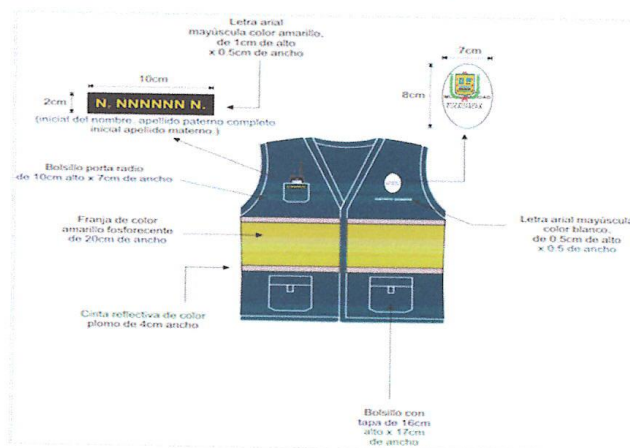 Letra arial
mayúscula color amarillo,
de 1cm de alto
x 0.5cm de ancho
7cm
10cm
8cm
2cm
N. NNNNNN N.
(inicial del nombre, apellido paterno completo
inicial apellido materno.)
Bolsillo porta radio
de 10cm alto x 7cm de ancho
Franja de color
amarillo fosforecente
de 20cm de ancho
Letra arial mayúscula
color blanco,
de 0.5cm de alto
x 0.5 de ancho
Cinta reflectiva de color
plomo de 4cm ancho
Bolsillo con
tapa de 16cm
alto x 17cm
de ancho